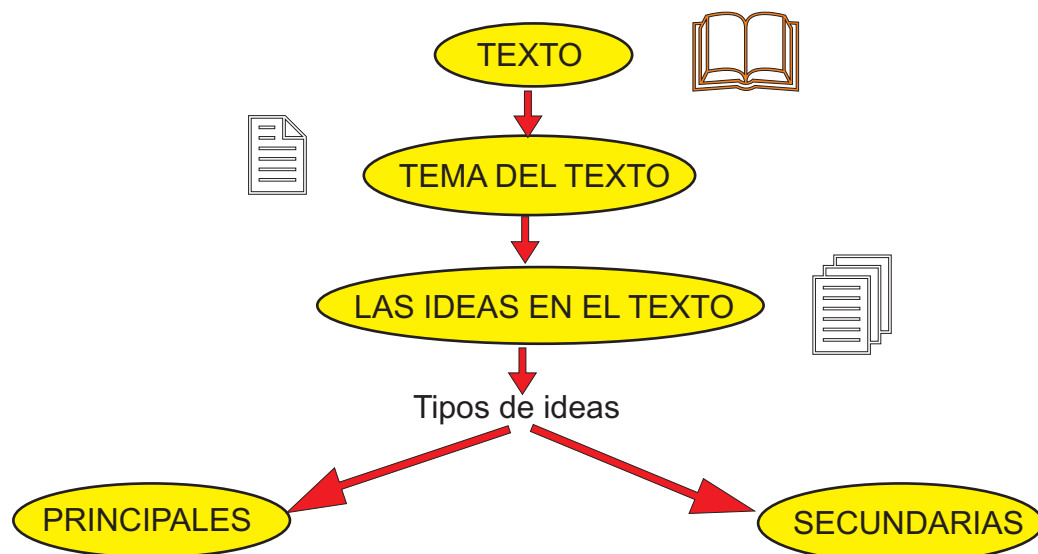 TEXTO
TEMA DEL TEXTO
LAS IDEAS EN EL TEXTO
Tipos de ideas
PRINCIPALES
SECUNDARIAS